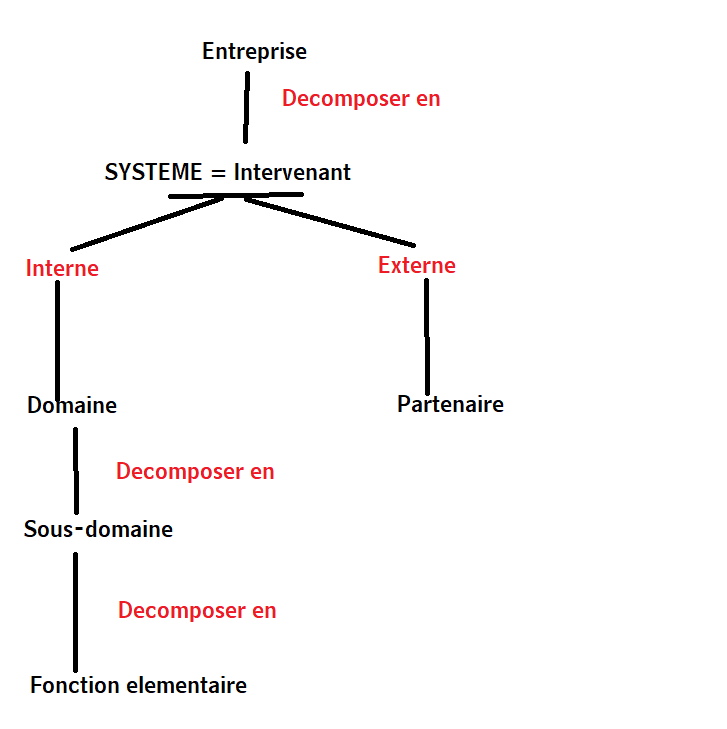 Entreprise
Decomposer en
SYSTEME = Intervenant
Interne
Externe
Domaine
Partenaire
Decomposer en
Sous-domaine
Decomposer en
Fonction elementaire